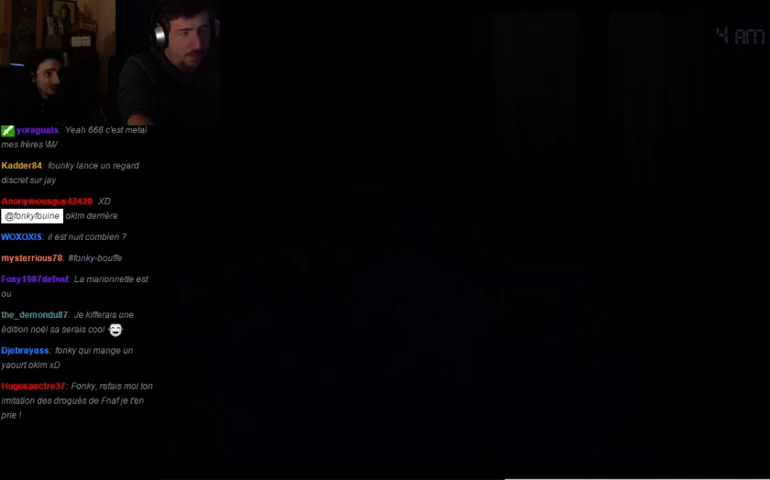 4 AM
yoraguats: Yeah 666 c'est metal
mes frères \M/
Kadder84: founky lance un regard
discret sur jay
Anonymousguy42420: XD
@fonkyfouine oklm derrière
WOXOXIS: il est nuit combien ?
mysterrious78: #fonky-bouffe
Foxy1987defnaf: La marionnette est
ou
the_demondu87: Je kifferais une
édition noël sa serais cool
Djebrayass: fonky qui mange un
yaourt oklm xD
Hugospectre37: Fonky, refais moi ton
imitation des drogués de Fnaf je t'en
prie !